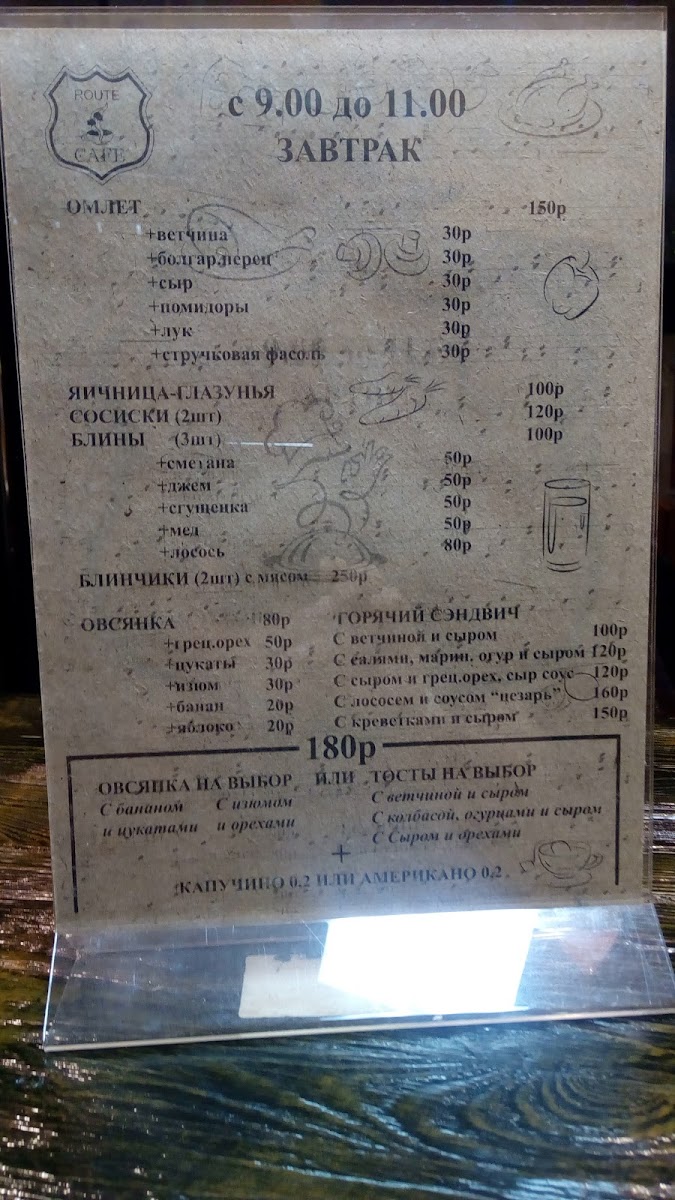 ROUTE
CAFE
с 9.00 до 11.00
ЗАВТРАК
ОМЛЕТ 150р
+ветчина 30р
+болгар.перец 30р
+сыр 30р
+помидоры 30р
+лук 30р
+стручковая фасоль 30р
ЯИЧНИЦА-ГЛАЗУНЬЯ 100р
СОСИСКИ (2шт) 120р
БЛИНЫ (3шт) 100р
+сметана 50р
+джем 50р
+сгущенка 50р
+мед 50р
+лосось 80р
БЛИНЧИКИ (2шт) с мясом 250р
ОВСЯНКА 80р
+грец.орех 50р
+цукаты 30р
+изюм 30р
+банан 20р
+яблоко 20р
ГОРЯЧИЙ СЭНДВИЧ
С ветчиной и сыром 100р
С салями, марин. огур и сыром 120р
С сыром и грец.орех, сыр соус 120р
С лососем и соусом “цезарь” 160р
С креветками и сыром 150р
180р
ОВСЯНКА НА ВЫБОР ИЛИ ТОСТЫ НА ВЫБОР
С бананом С изюмом
и цукатами и орехами
С ветчиной и сыром
С колбасой, огурцами и сыром
С Сыром и орехами
+
КАПУЧИНО 0,2 ИЛИ АМЕРИКАНО 0,2